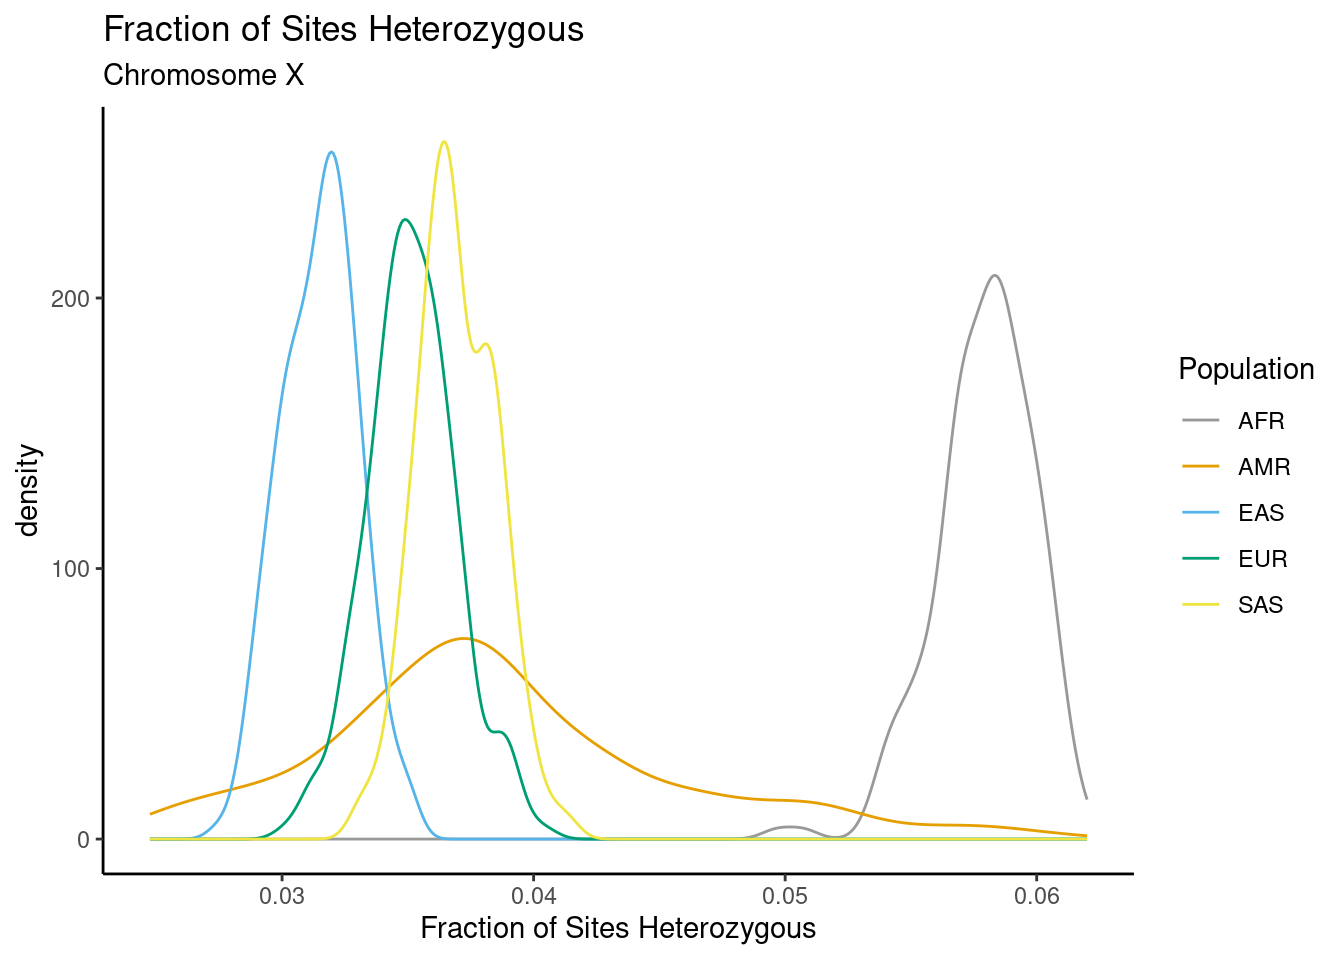 Fraction of Sites Heterozygous
Chromosome X
density
200
100
0
0.03
0.04
0.05
0.06
Fraction of Sites Heterozygous
Population
AFR
AMR
EAS
EUR
SAS